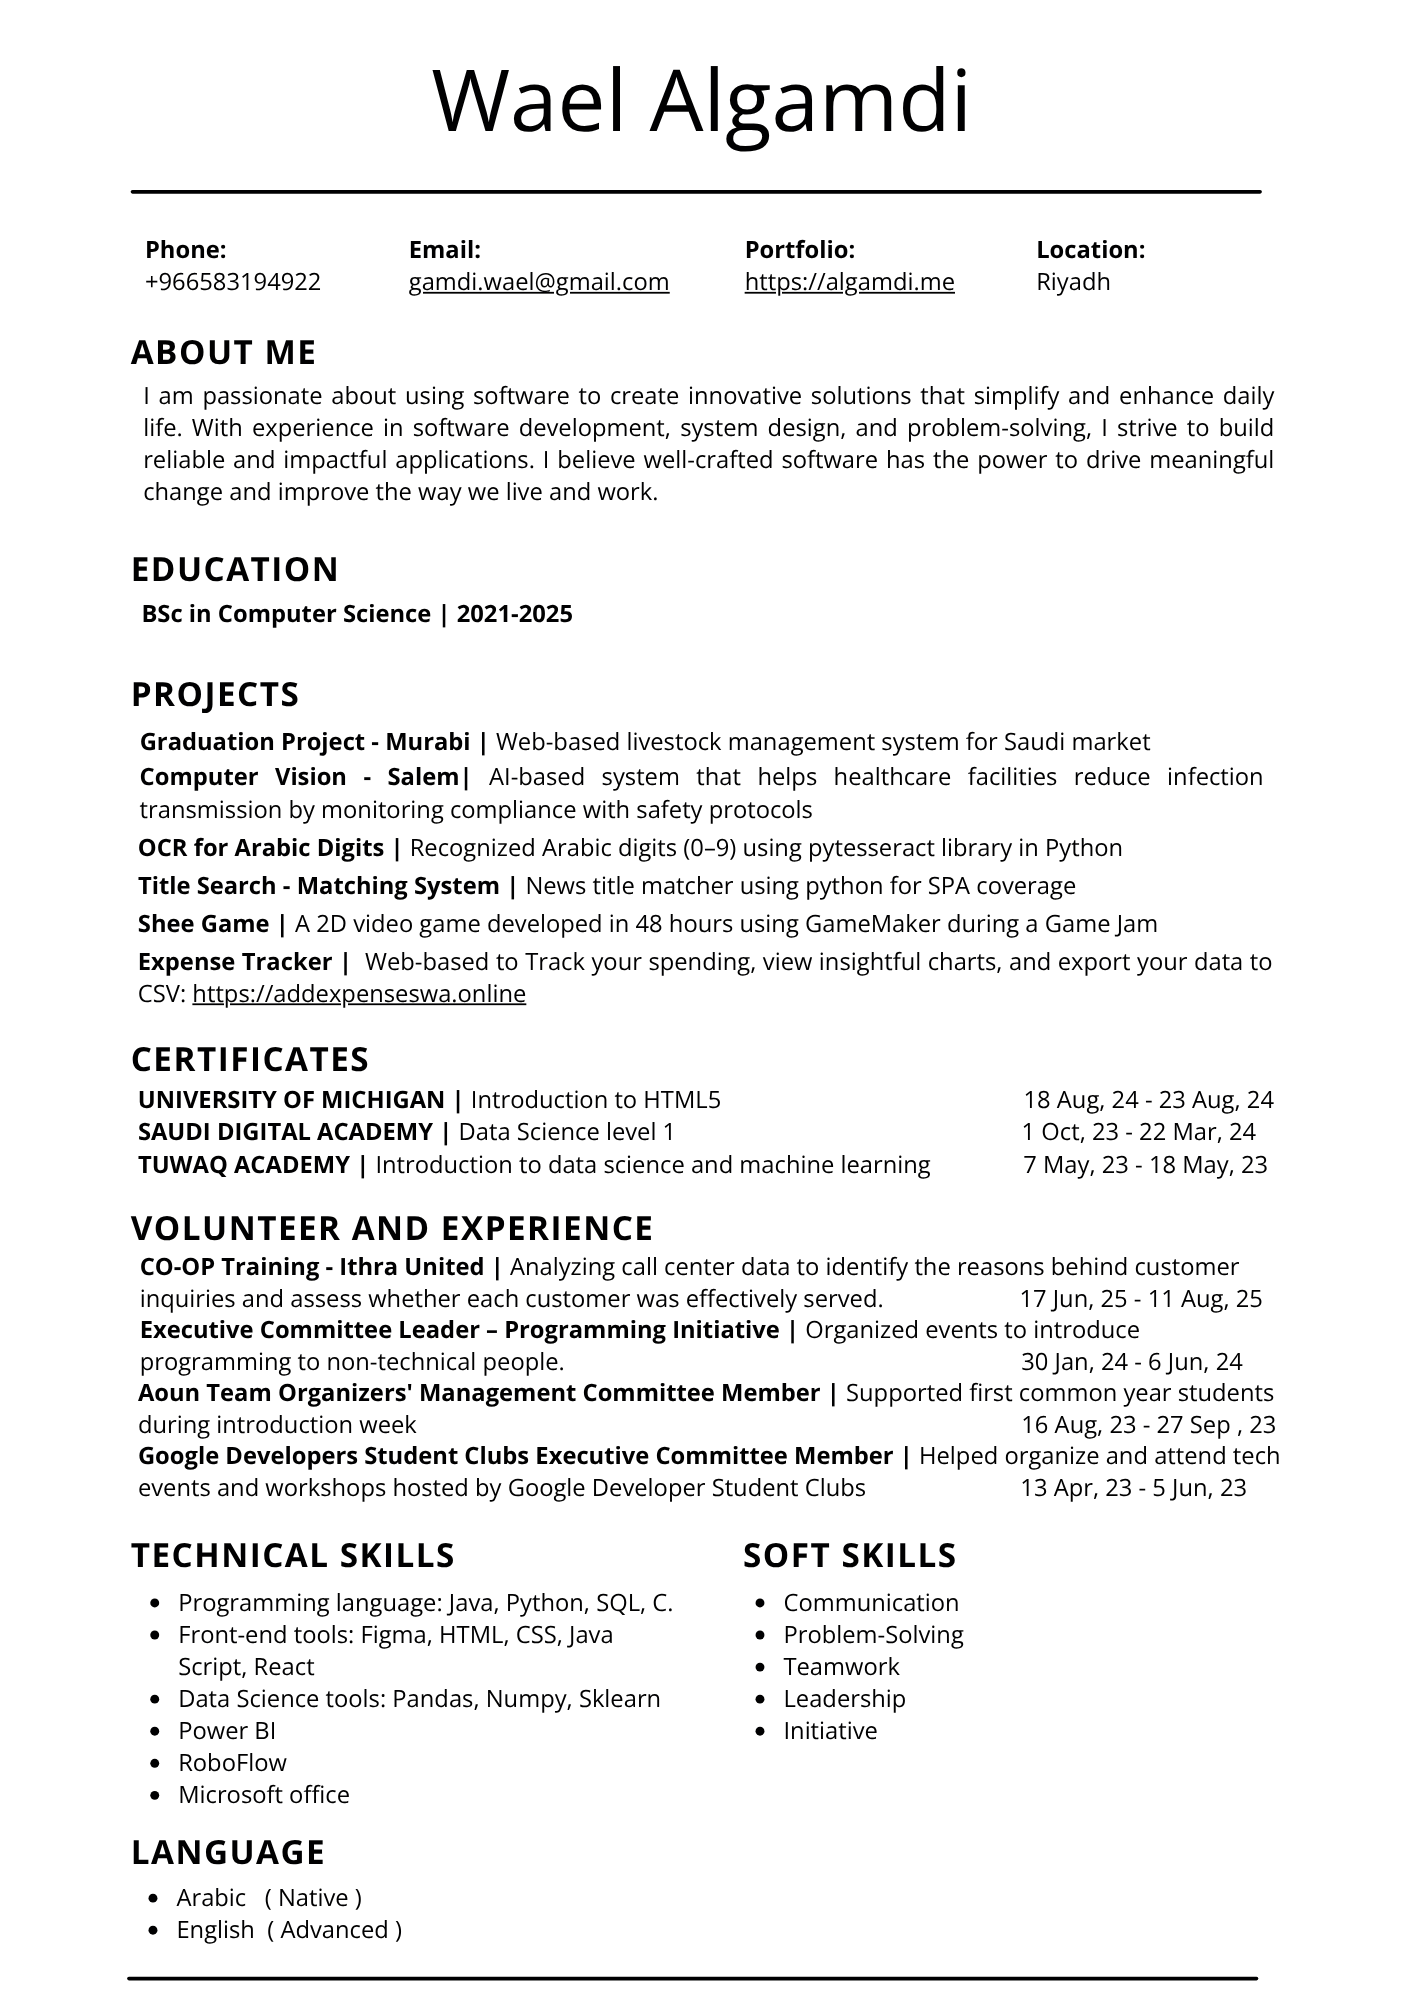 Wael Algamdi
Phone: Email: Portfolio: Location:
+966583194922 gamdi.wael@gmail.com https://algamdi.me Riyadh
ABOUT ME
I am passionate about using software to create innovative solutions that simplify and enhance daily
life. With experience in software development, system design, and problem-solving, I strive to build
reliable and impactful applications. I believe well-crafted software has the power to drive meaningful
change and improve the way we live and work.
EDUCATION
BSc in Computer Science | 2021-2025
PROJECTS
Graduation Project - Murabi | Web-based livestock management system for Saudi market
Computer Vision - Salem| AI-based system that helps healthcare facilities reduce infection
transmission by monitoring compliance with safety protocols
OCR for Arabic Digits | Recognized Arabic digits (0–9) using pytesseract library in Python
Title Search - Matching System | News title matcher using python for SPA coverage
Shee Game | A 2D video game developed in 48 hours using GameMaker during a Game Jam
Expense Tracker | Web-based to Track your spending, view insightful charts, and export your data to
CSV: https://addexpenseswa.online
CERTIFICATES
UNIVERSITY OF MICHIGAN | Introduction to HTML5 18 Aug, 24 - 23 Aug, 24
SAUDI DIGITAL ACADEMY | Data Science level 1 1 Oct, 23 - 22 Mar, 24
TUWAQ ACADEMY | Introduction to data science and machine learning 7 May, 23 - 18 May, 23
VOLUNTEER AND EXPERIENCE
CO-OP Training - Ithra United | Analyzing call center data to identify the reasons behind customer
inquiries and assess whether each customer was effectively served. 17 Jun, 25 - 11 Aug, 25
Executive Committee Leader – Programming Initiative | Organized events to introduce
programming to non-technical people. 30 Jan, 24 - 6 Jun, 24
Aoun Team Organizers' Management Committee Member | Supported first common year students
during introduction week 16 Aug, 23 - 27 Sep , 23
Google Developers Student Clubs Executive Committee Member | Helped organize and attend tech
events and workshops hosted by Google Developer Student Clubs 13 Apr, 23 - 5 Jun, 23
TECHNICAL SKILLS
• Programming language: Java, Python, SQL, C.
• Front-end tools: Figma, HTML, CSS, Java
Script, React
• Data Science tools: Pandas, Numpy, Sklearn
• Power BI
• RoboFlow
• Microsoft office
SOFT SKILLS
• Communication
• Problem-Solving
• Teamwork
• Leadership
• Initiative
LANGUAGE
• Arabic ( Native )
• English ( Advanced )